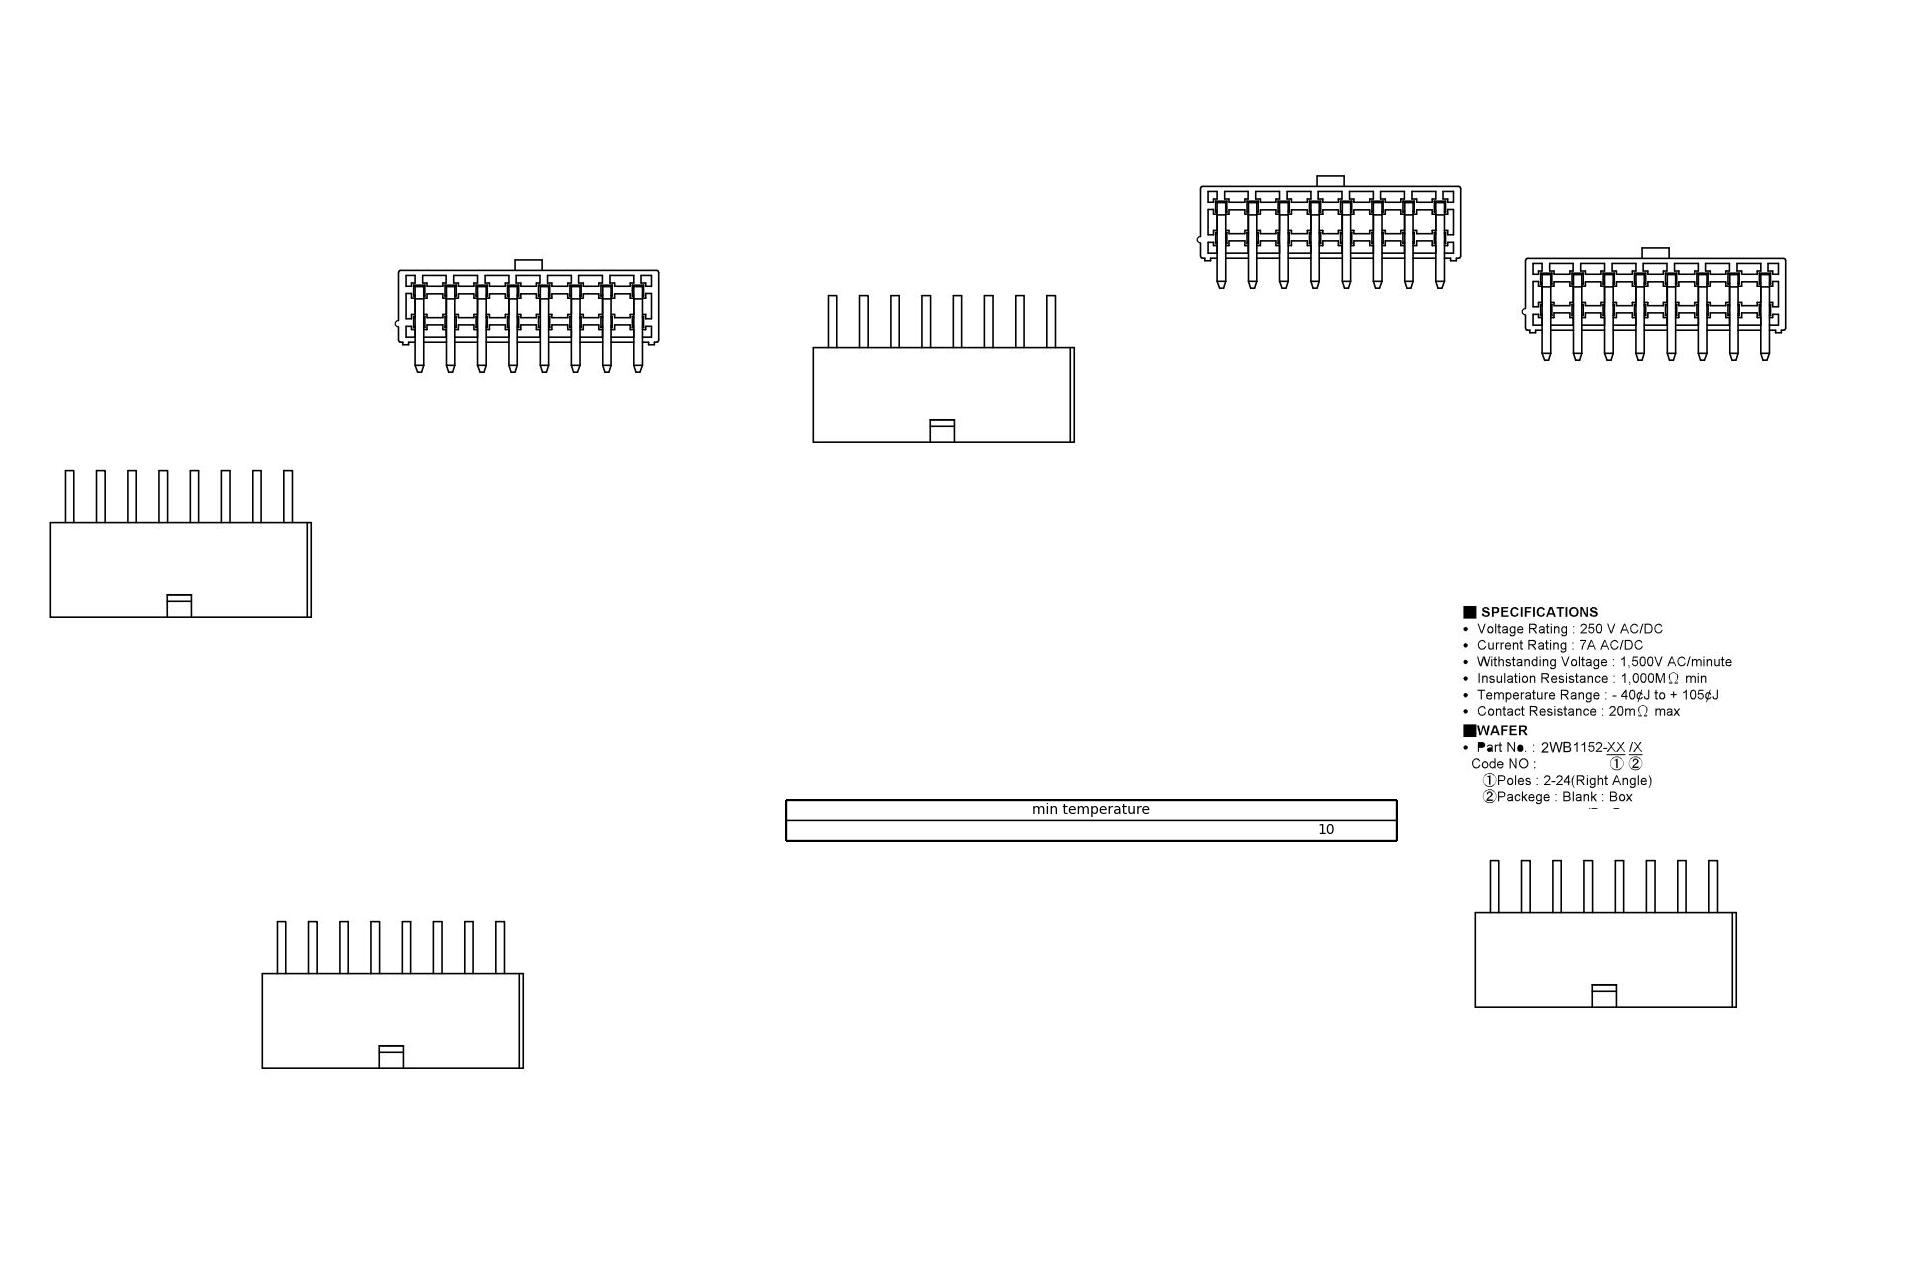 ■ SPECIFICATIONS
• Voltage Rating : 250 V AC/DC
• Current Rating : 7A AC/DC
• Withstanding Voltage : 1,500V AC/minute
• Insulation Resistance : 1,000MΩ min
• Temperature Range : - 40¢J to + 105¢J
• Contact Resistance : 20mΩ max
■WAFER
• Part No. : 2WB1152-XX /X
Code NO : ① ②
①Poles : 2-24(Right Angle)
②Packege : Blank : Box
min temperature
10